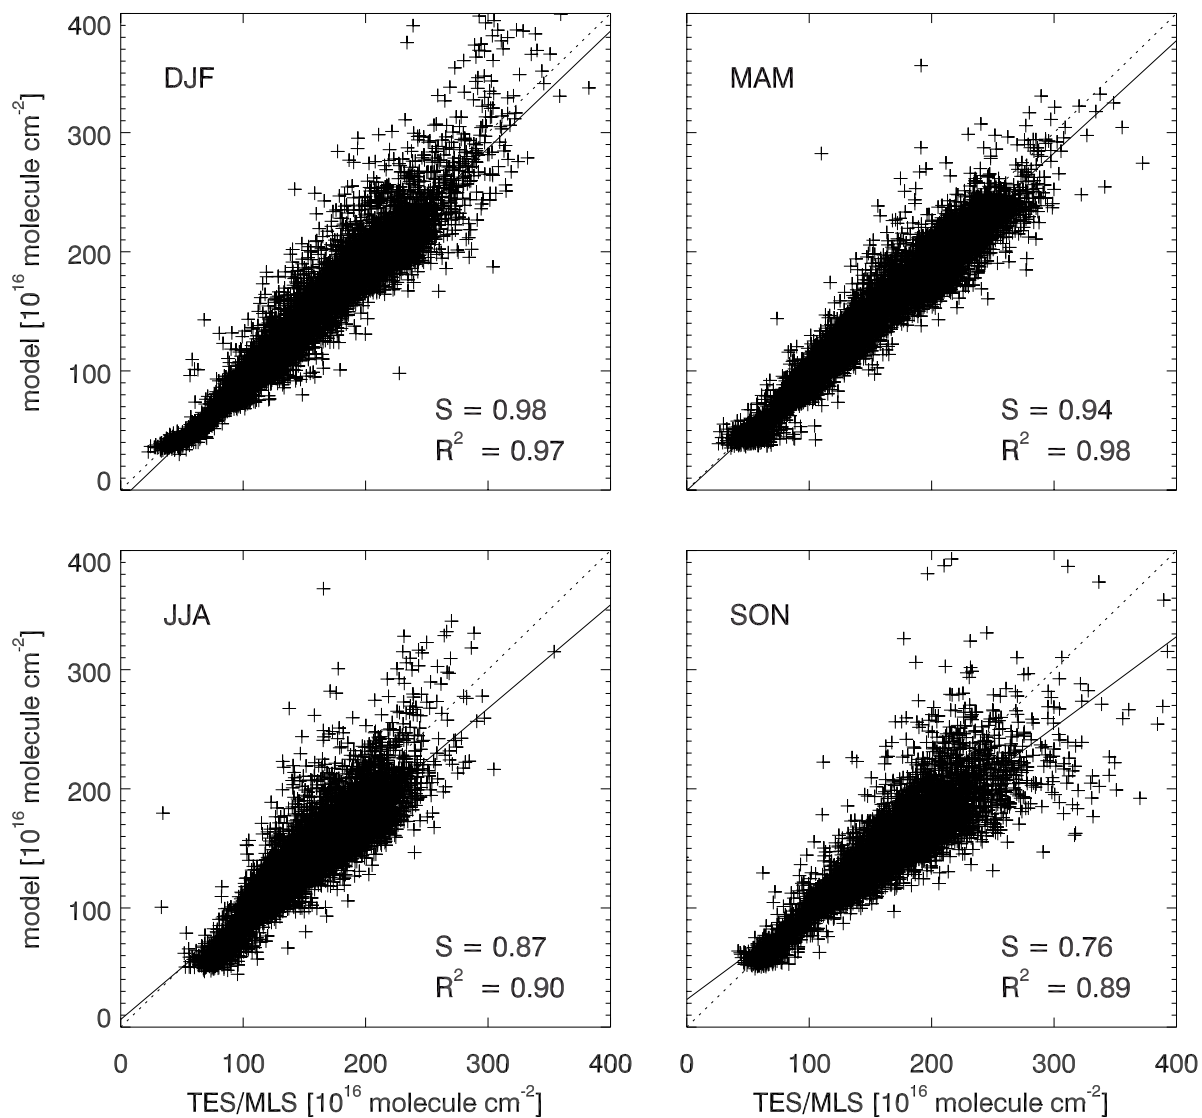 400
DJF
300
200
100
0
model [10^16 molecule cm^-2]
S = 0.98
R^2 = 0.97
MAM
S = 0.94
R^2 = 0.98
400
JJA
300
200
100
0
model [10^16 molecule cm^-2]
S = 0.87
R^2 = 0.90
0 100 200 300 400
TES/MLS [10^16 molecule cm^-2]
SON
S = 0.76
R^2 = 0.89
0 100 200 300 400
TES/MLS [10^16 molecule cm^-2]